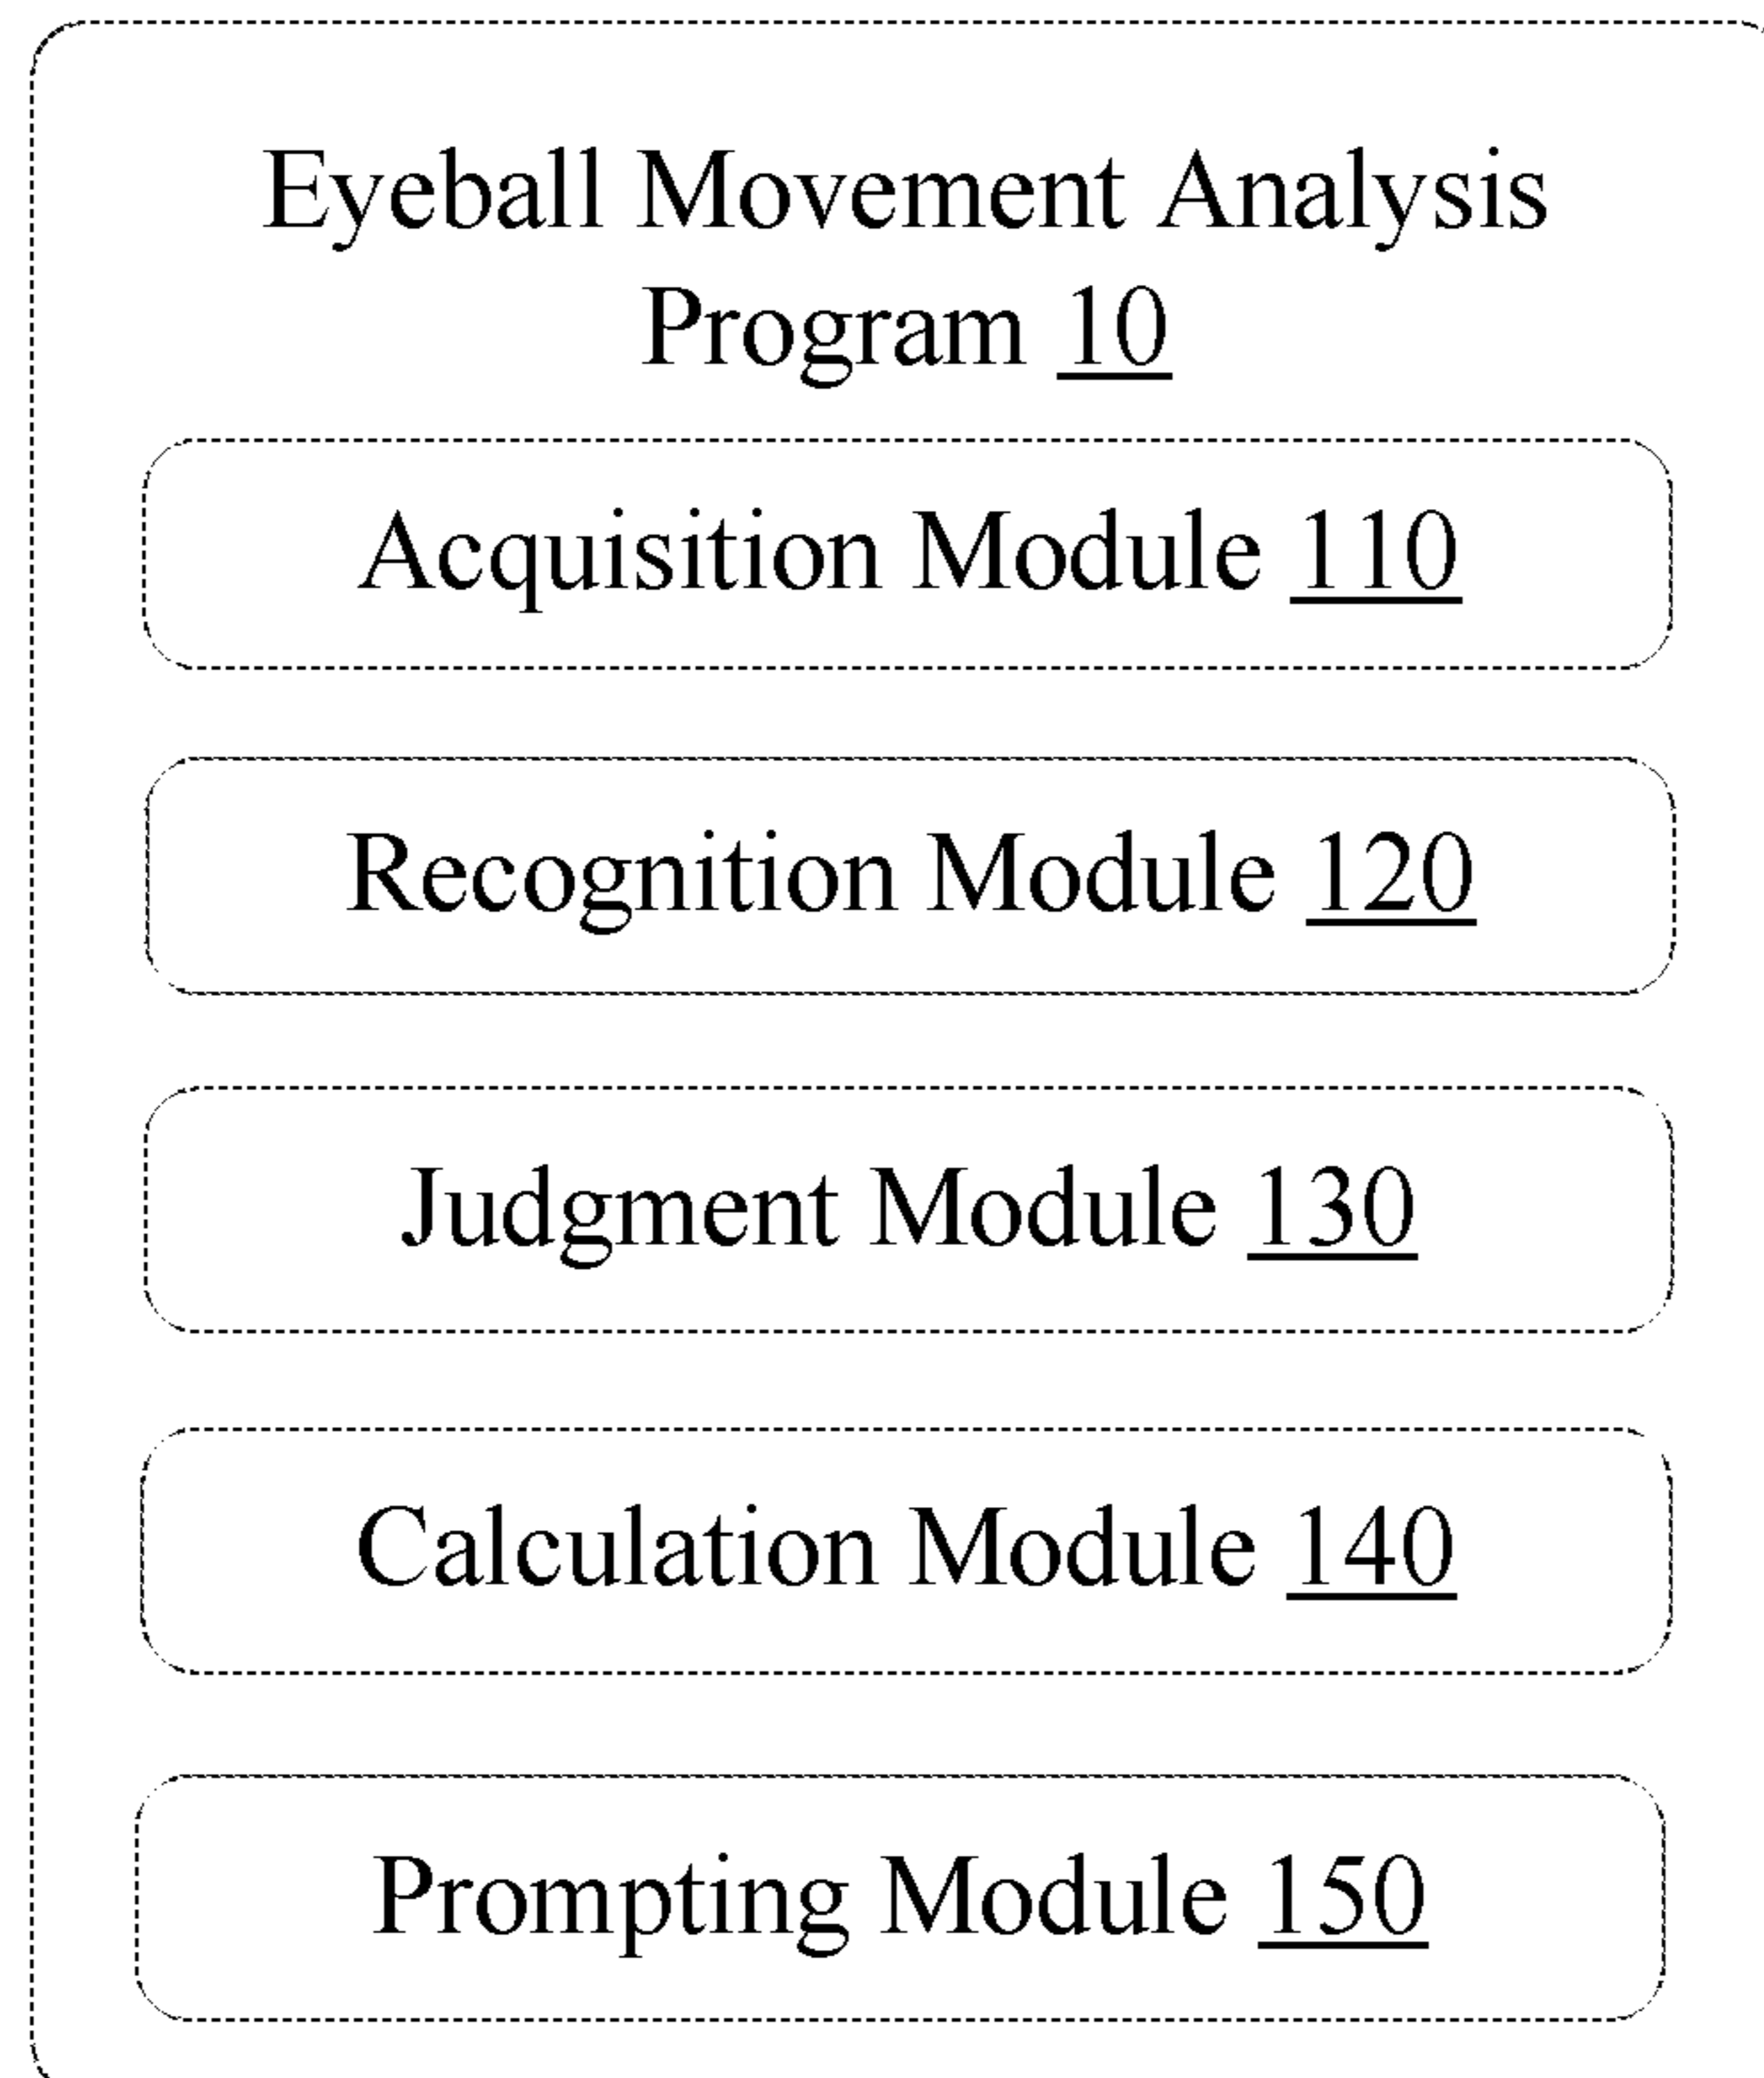 Eyeball Movement Analysis
Program 10
Acquisition Module 110
Recognition Module 120
Judgment Module 130
Calculation Module 140
Prompting Module 150